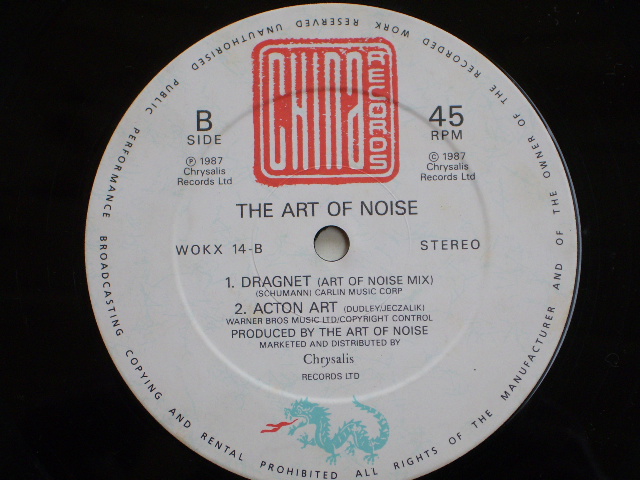 CHINA
RECORDS
B
SIDE
45
RPM
℗ 1987
Chrysalis
Records Ltd
© 1987
Chrysalis
Records Ltd
THE ART OF NOISE
WOKX 14-B
STEREO
1. DRAGNET (ART OF NOISE MIX)
(SCHUMANN) CARLIN MUSIC CORP
2. ACTON ART (DUDLEY/JECZALIK)
WARNER BROS MUSIC LTD/COPYRIGHT CONTROL
PRODUCED BY THE ART OF NOISE
MARKETED AND DISTRIBUTED BY
Chrysalis
RECORDS LTD
ALL RIGHTS OF THE MANUFACTURER AND OF THE OWNER OF THE RECORDED WORK RESERVED UNAUTHORISED PUBLIC PERFORMANCE BROADCASTING COPYING AND RENTAL PROHIBITED